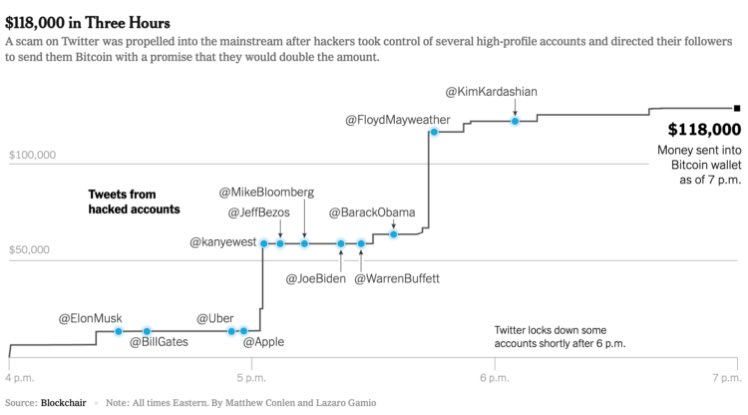 $118,000 in Three Hours
A scam on Twitter was propelled into the mainstream after hackers took control of several high-profile accounts and directed their followers
to send them Bitcoin with a promise that they would double the amount.
@KimKardashian
@FloydMayweather
$118,000
Money sent into
Bitcoin wallet
as of 7 p.m.
$100,000
Tweets from
hacked accounts
@MikeBloomberg
@JeffBezos
@BarackObama
@kanyewest
$50,000
@JoeBiden
@WarrenBuffett
@ElonMusk
@Uber
@BillGates
@Apple
Twitter locks down some
accounts shortly after 6 p.m.
4 p.m.
5 p.m.
6 p.m.
7 p.m.
Source: Blockchair • Note: All times Eastern. By Matthew Conlen and Lazaro Gamio